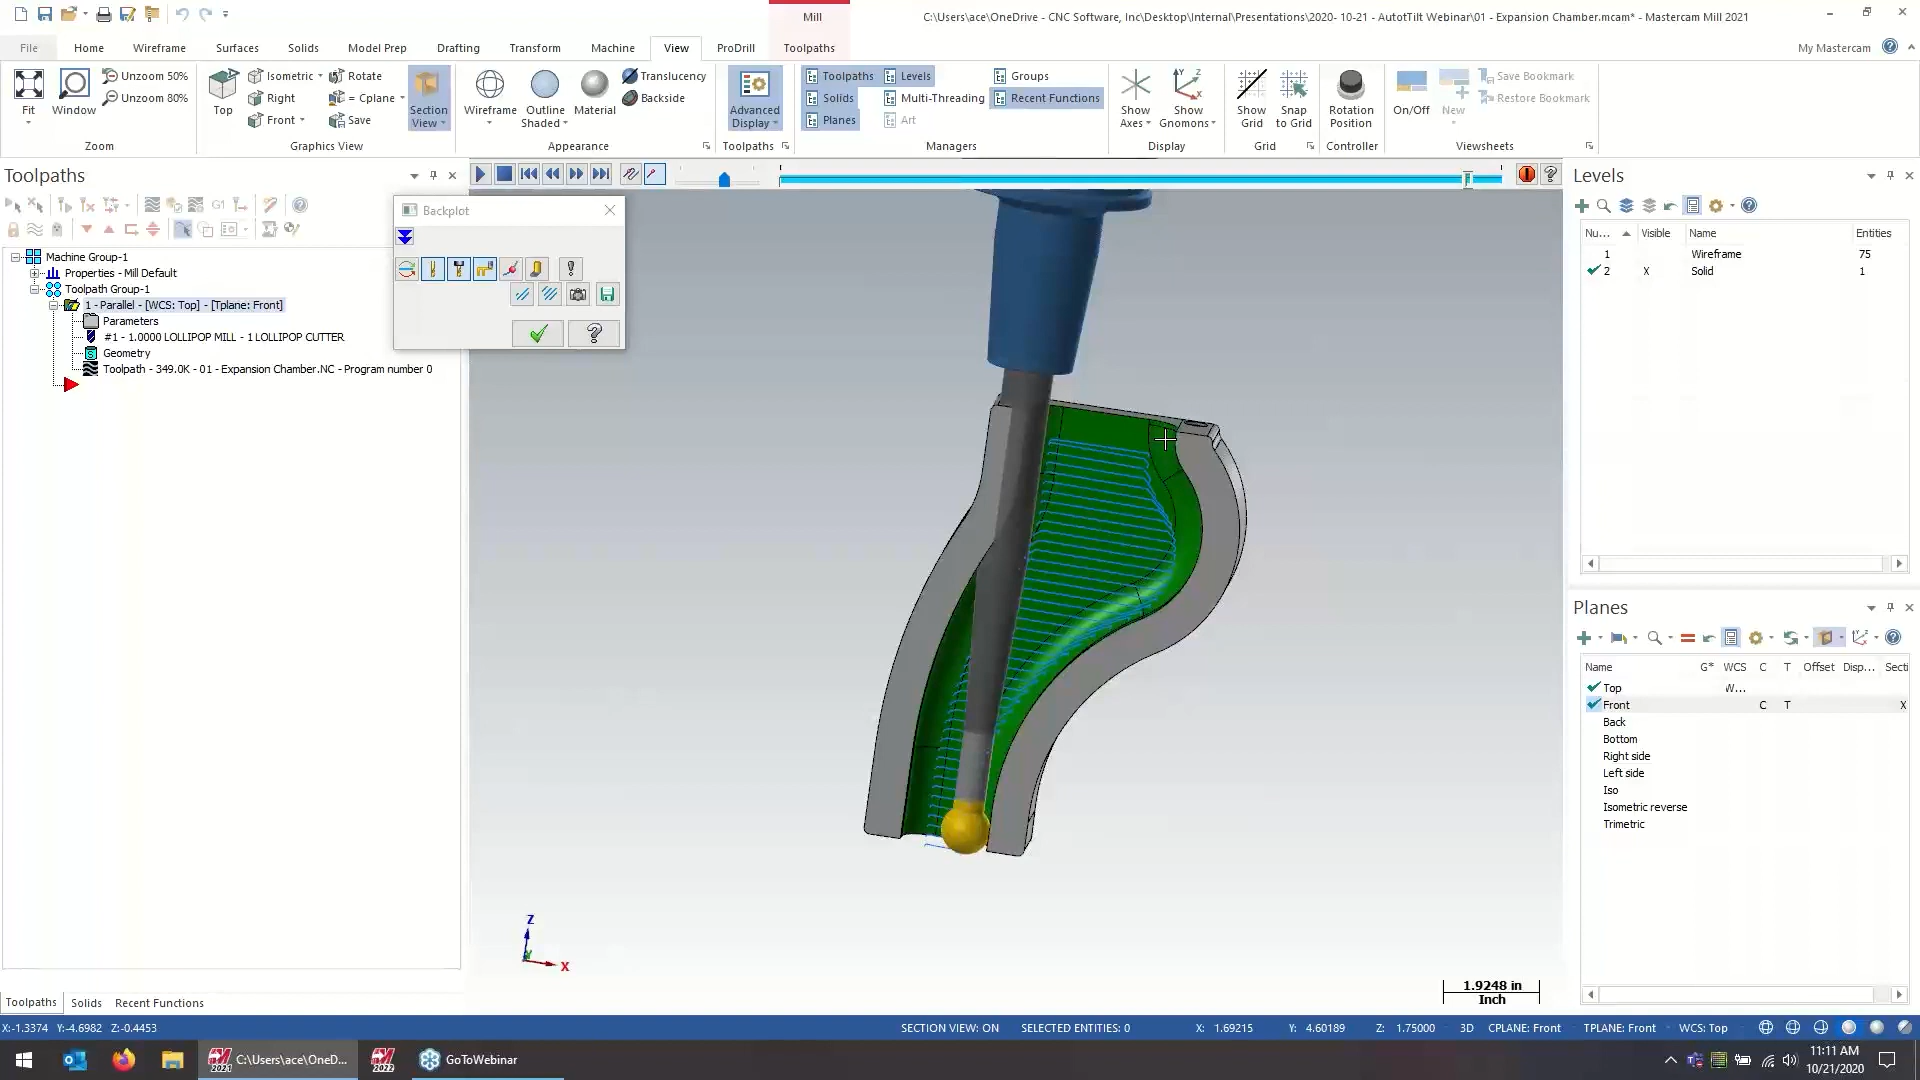 Mill
C:\Users\ace\OneDrive - CNC Software, Inc\Desktop\Internal\Presentations\2020- 10-21 - AutotTilt Webinar\01 - Expansion Chamber.mcam* - Mastercam Mill 2021
File Home Wireframe Surfaces Solids Model Prep Drafting Transform Machine View ProDrill Toolpaths My Mastercam
Fit
Window
Unzoom 50%
Unzoom 80%
Zoom
Top
Isometric
Right
Front
Rotate
= Cplane
Save
Section View
Graphics View
Wireframe
Outline Shaded
Material
Translucency
Backside
Appearance
Advanced Display
Toolpaths
Toolpaths
Solids
Planes
Levels
Multi-Threading
Art
Groups
Recent Functions
Managers
Show Axes
Show Gnomons
Display
Show Grid
Snap to Grid
Grid
Rotation Position
Controller
On/Off
New
Save Bookmark
Restore Bookmark
Viewsheets
Toolpaths
G1
Machine Group-1
Properties - Mill Default
Toolpath Group-1
1 - Parallel - [WCS: Top] - [Tplane: Front]
Parameters
#1 - 1.0000 LOLLIPOP MILL - 1 LOLLIPOP CUTTER
Geometry
Toolpath - 349.0K - 01 - Expansion Chamber.NC - Program number 0
Backplot
Levels
Nu... Visible Name Entities
1 Wireframe 75
2 X Solid 1
Planes
Name G* WCS C T Offset Disp... Secti
Top W...
Front C T X
Back
Bottom
Right side
Left side
Iso
Isometric reverse
Trimetric
Z
X
1.9248 in
Inch
Toolpaths Solids Recent Functions
X:-1.3374 Y:-4.6982 Z:-0.4453 SECTION VIEW: ON SELECTED ENTITIES: 0 X: 1.69215 Y: 4.60189 Z: 1.75000 3D CPLANE: Front TPLANE: Front WCS: Top
2021
C:\Users\ace\OneD...
2022
GoToWebinar
11:11 AM
10/21/2020